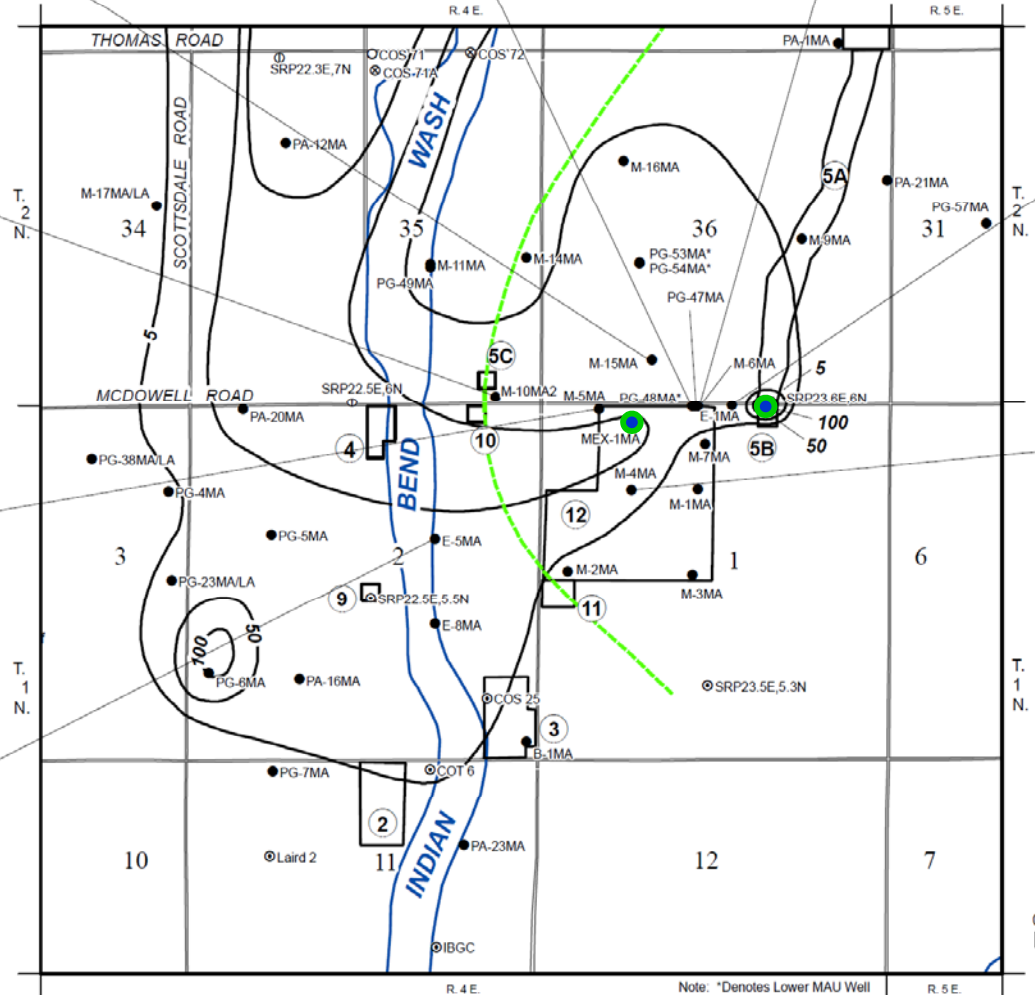 R. 4 E.
R. 5 E.
THOMAS ROAD
PA-1MA
COS 71
COS 72
SRP22.3E,7N
COS 71A
WASH
PA-12MA
5A
M-16MA
PA-21MA
M-17MA/LA
T.
2
N.
34
SCOTTSDALE ROAD
35
36
PG-57MA
31
T.
2
N.
M-9MA
M-14MA
PG-53MA*
PG-54MA*
M-11MA
PG-49MA
PG-47MA
5
5C
M-15MA
M-6MA
5
MCDOWELL ROAD
SRP22.5E,6N
M-10MA2
M-5MA
PG-48MA*
SRP23.6E,6N
PA-20MA
E-1MA
100
50
4
10
MEX-1MA
M-7MA
5B
PG-38MA/LA
BEND
M-4MA
PG-4MA
12
M-1MA
PG-5MA
3
2
E-5MA
1
6
PG-23MA/LA
M-2MA
M-3MA
9
SRP22.5E,5.5N
11
E-8MA
50
100
PG-6MA
PA-16MA
T.
1
N.
SRP23.5E,5.3N
T.
1
N.
COS 25
3
B-1MA
PG-7MA
COT 6
2
INDIAN
PA-23MA
10
Laird 2
11
12
7
IBGC
R. 4 E.
Note: *Denotes Lower MAU Well
R. 5 E.